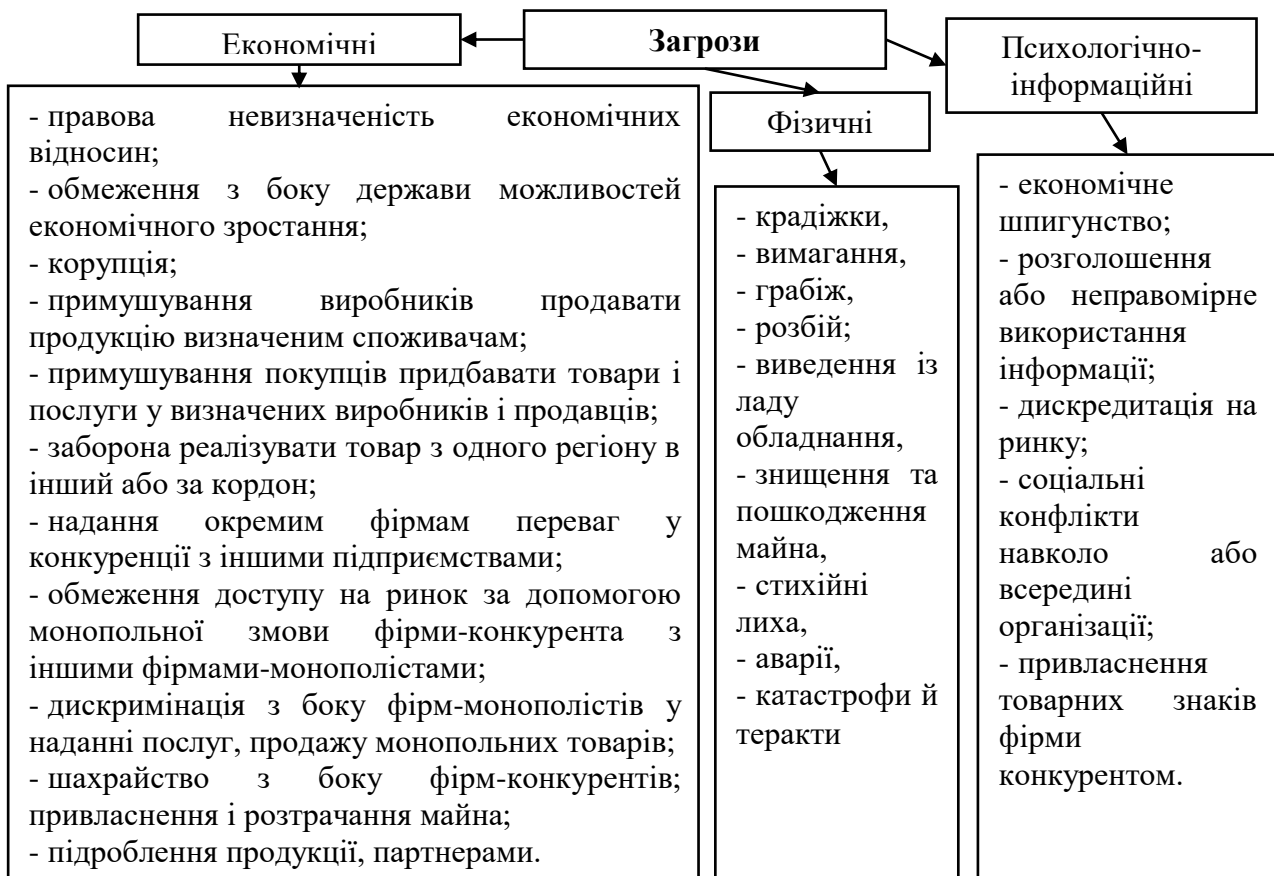 Загрози
Економічні
- правова невизначеність економічних
відносин;
- обмеження з боку держави можливостей
економічного зростання;
- корупція;
- примушування виробників продавати
продукцію визначеним споживачам;
- примушування покупців придбавати товари і
послуги у визначених виробників і продавців;
- заборона реалізувати товар з одного регіону в
інший або за кордон;
- надання окремим фірмам переваг у
конкуренції з іншими підприємствами;
- обмеження доступу на ринок за допомогою
монопольної змови фірми-конкурента з
іншими фірмами-монополістами;
- дискримінація з боку фірм-монополістів у
наданні послуг, продажу монопольних товарів;
- шахрайство з боку фірм-конкурентів;
привласнення і розтрачання майна;
- підроблення продукції, партнерами.
Фізичні
- крадіжки,
- вимагання,
- грабіж,
- розбій;
- виведення із
ладу
обладнання,
- знищення та
пошкодження
майна,
- стихійні
лиха,
- аварії,
- катастрофи й
теракти
Психологічно-
інформаційні
- економічне
шпигунство;
- розголошення
або неправомірне
використання
інформації;
- дискредитація на
ринку;
- соціальні
конфлікти
навколо або
всередині
організації;
- привласнення
товарних знаків
фірми
конкурентом.